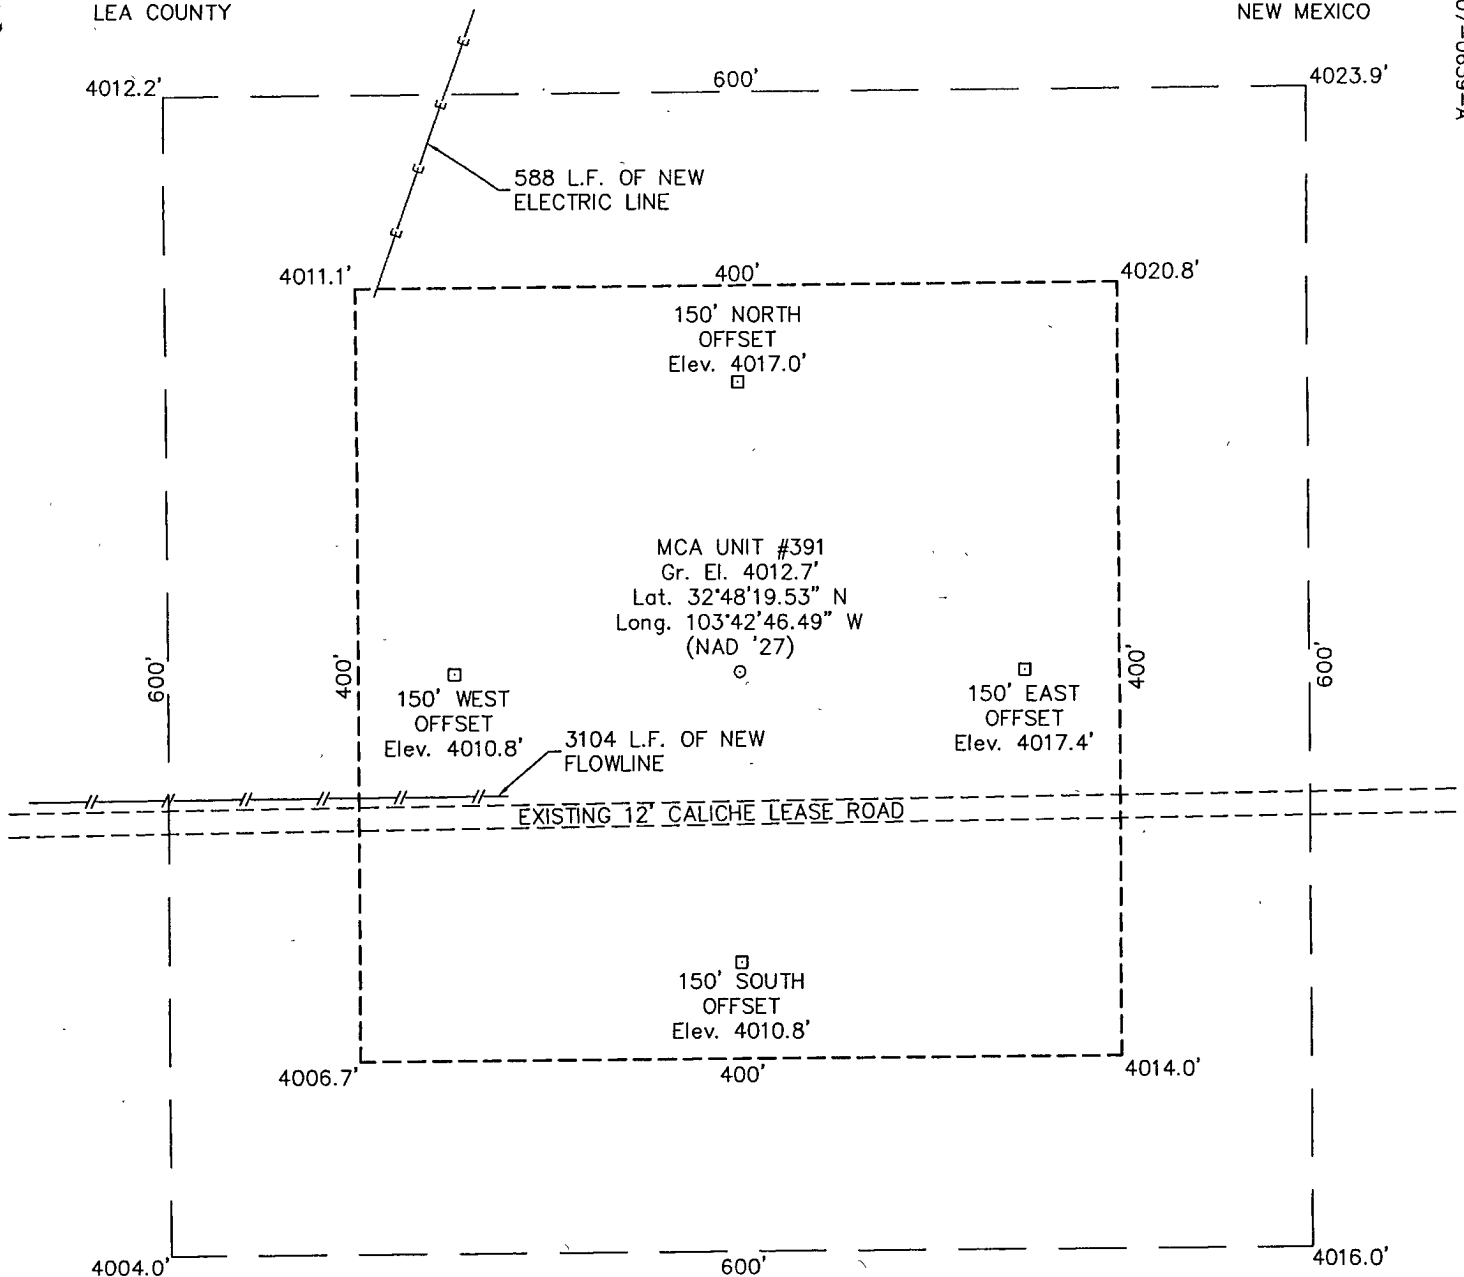 LEA COUNTY
NEW MEXICO
4012.2'
600'
4023.9'
E
E
E
E
588 L.F. OF NEW
ELECTRIC LINE
4011.1'
400'
4020.8'
150' NORTH
OFFSET
Elev. 4017.0'
MCA UNIT #391
Gr. El. 4012.7'
Lat. 32°48'19.53" N
Long. 103°42'46.49" W
(NAD '27)
600'
400'
400'
600'
150' WEST
OFFSET
Elev. 4010.8'
150' EAST
OFFSET
Elev. 4017.4'
3104 L.F. OF NEW
FLOWLINE
EXISTING 12' CALICHE LEASE ROAD
150' SOUTH
OFFSET
Elev. 4010.8'
4006.7'
400'
4014.0'
4004.0'
600'
4016.0'